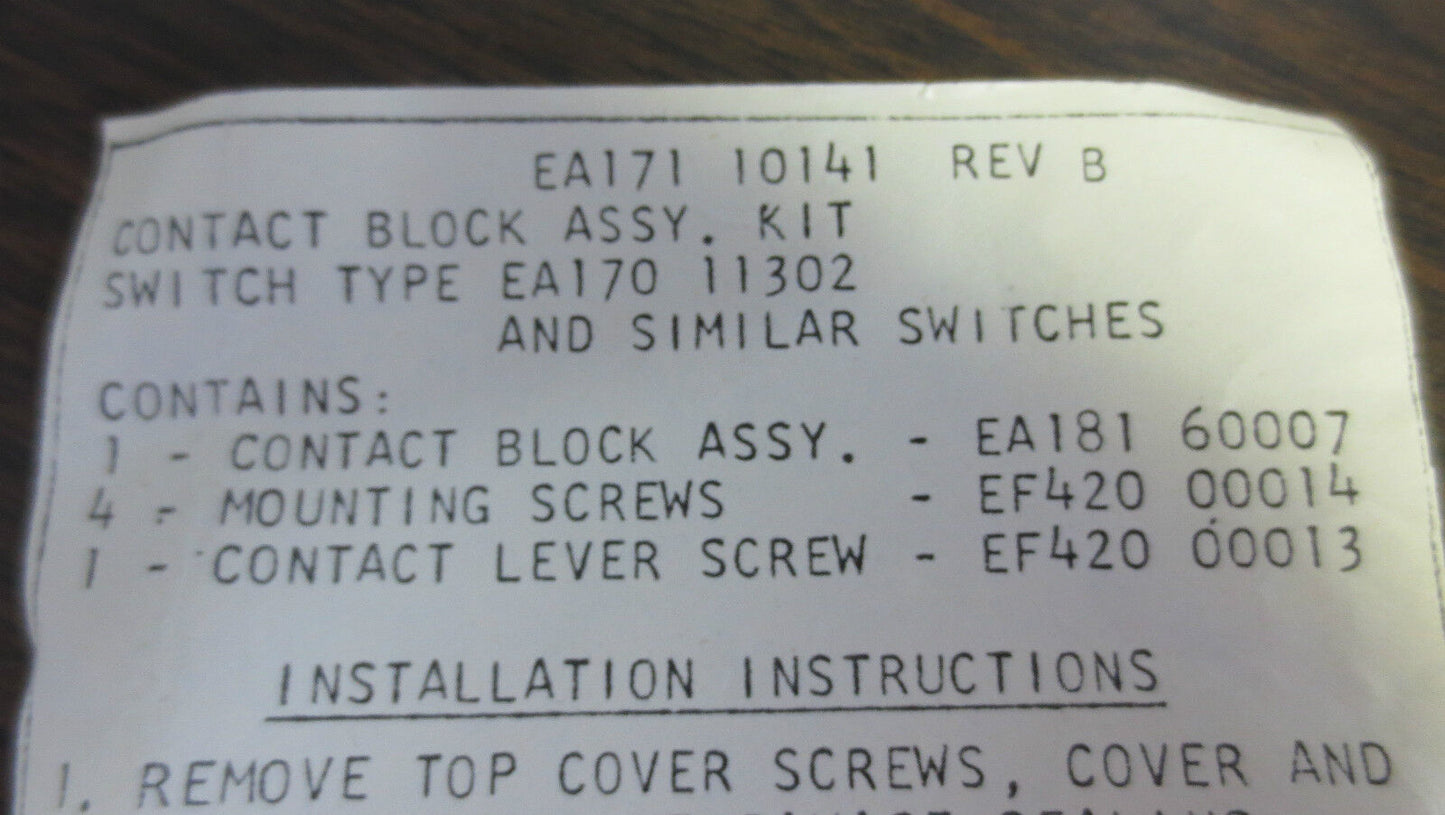 EA171 10141 REV B
CONTACT BLOCK ASSY. KIT
SWITCH TYPE EA170 11302
AND SIMILAR SWITCHES
CONTAINS:
1 - CONTACT BLOCK ASSY. - EA181 60007
4 - MOUNTING SCREWS - EF420 00014
1 - CONTACT LEVER SCREW - EF420 00013
INSTALLATION INSTRUCTIONS
1. REMOVE TOP COVER SCREWS, COVER AND